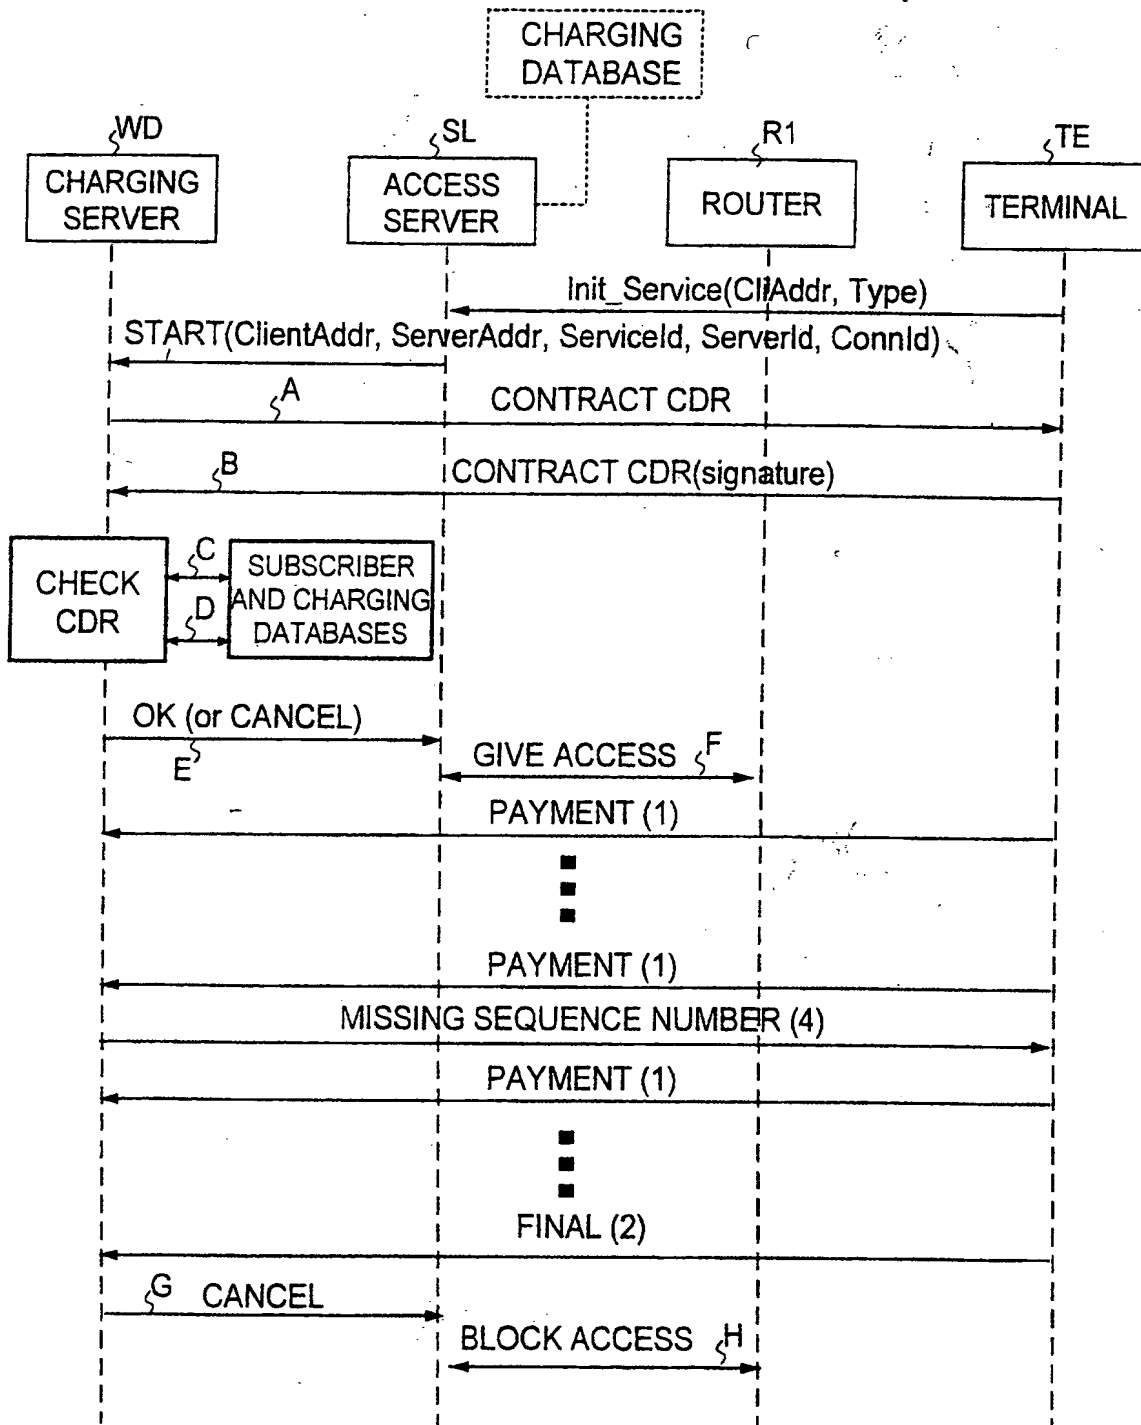 CHARGING
DATABASE
WD
SL
R1
TE
CHARGING
SERVER
ACCESS
SERVER
ROUTER
TERMINAL
Init_Service(CliAddr, Type)
START(ClientAddr, ServerAddr, ServiceId, ServerId, ConnId)
A
CONTRACT CDR
B
CONTRACT CDR(signature)
CHECK
CDR
C
D
SUBSCRIBER
AND CHARGING
DATABASES
OK (or CANCEL)
E
GIVE ACCESS
F
PAYMENT (1)
PAYMENT (1)
MISSING SEQUENCE NUMBER (4)
PAYMENT (1)
FINAL (2)
G
CANCEL
BLOCK ACCESS
H